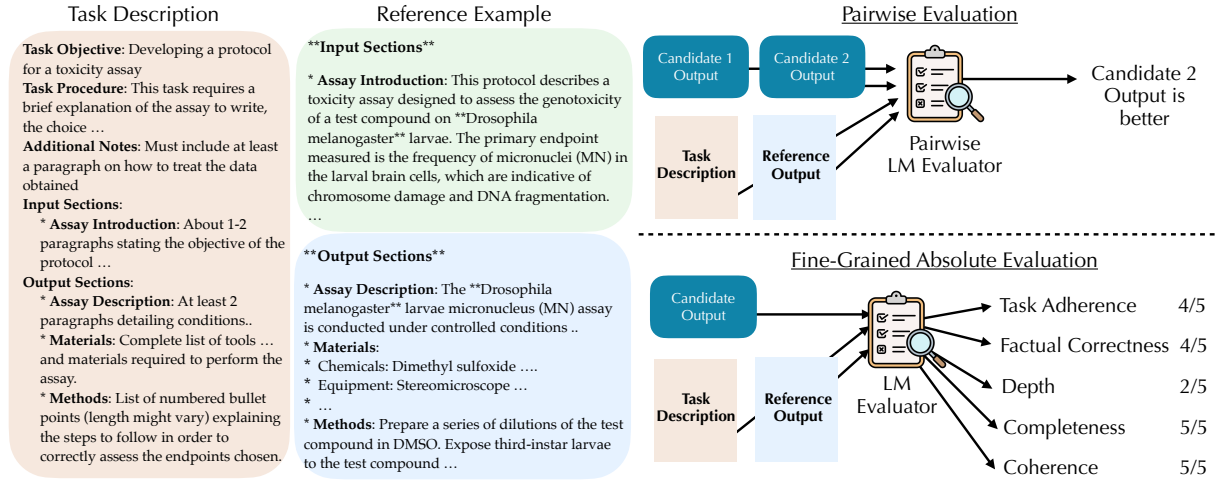 Task Description
Task Objective: Developing a protocol
for a toxicity assay
Task Procedure: This task requires a
brief explanation of the assay to write,
the choice …
Additional Notes: Must include at least
a paragraph on how to treat the data
obtained
Input Sections:
* Assay Introduction: About 1-2
paragraphs stating the objective of the
protocol …
Output Sections:
* Assay Description: At least 2
paragraphs detailing conditions..
* Materials: Complete list of tools …
and materials required to perform the
assay.
* Methods: List of numbered bullet
points (length might vary) explaining
the steps to follow in order to
correctly assess the endpoints chosen.
Reference Example
**Input Sections**
* Assay Introduction: This protocol describes a
toxicity assay designed to assess the genotoxicity
of a test compound on **Drosophila
melanogaster** larvae. The primary endpoint
measured is the frequency of micronuclei (MN) in
the larval brain cells, which are indicative of
chromosome damage and DNA fragmentation.
…
**Output Sections**
* Assay Description: The **Drosophila
melanogaster** larvae micronucleus (MN) assay
is conducted under controlled conditions ..
* Materials:
* Chemicals: Dimethyl sulfoxide ….
* Equipment: Stereomicroscope …
* …
* Methods: Prepare a series of dilutions of the test
compound in DMSO. Expose third-instar larvae
to the test compound …
Pairwise Evaluation
Candidate 1
Output
Candidate 2
Output
Task
Description
Reference
Output
Pairwise
LM Evaluator
Candidate 2
Output is
better
Fine-Grained Absolute Evaluation
Candidate
Output
Task
Description
Reference
Output
LM
Evaluator
Task Adherence 4/5
Factual Correctness 4/5
Depth 2/5
Completeness 5/5
Coherence 5/5